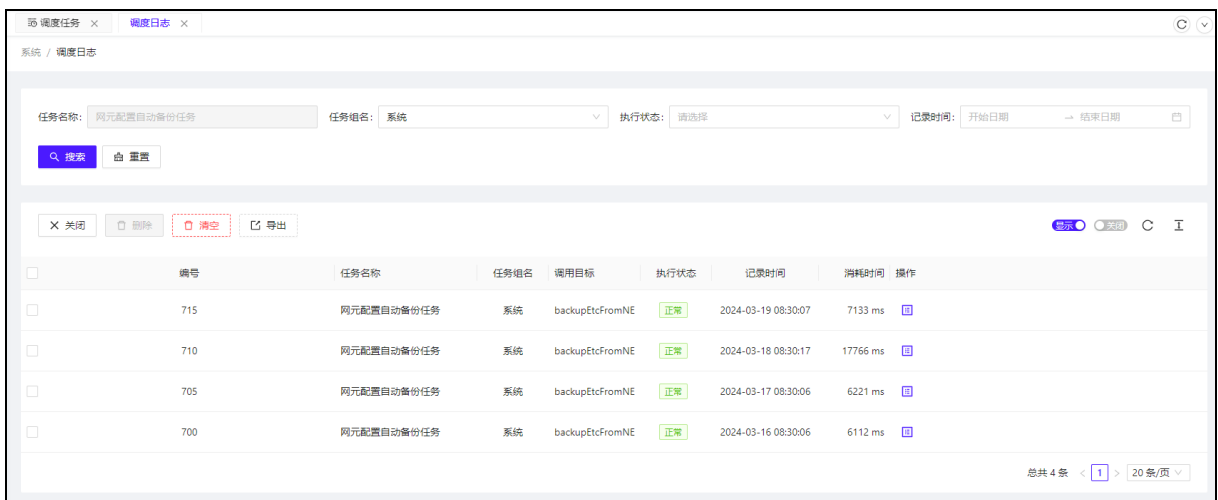 调度任务 调度日志
系统 / 调度日志
任务名称: 网元配置自动备份任务 任务组名: 系统 执行状态: 请选择 记录时间: 开始日期 → 结束日期
搜索 重置
关闭 删除 清空 导出 显示 关闭
编号 任务名称 任务组名 调用目标 执行状态 记录时间 消耗时间 操作
715 网元配置自动备份任务 系统 backupEtcFromNE 正常 2024-03-19 08:30:07 7133 ms
710 网元配置自动备份任务 系统 backupEtcFromNE 正常 2024-03-18 08:30:17 17766 ms
705 网元配置自动备份任务 系统 backupEtcFromNE 正常 2024-03-17 08:30:06 6221 ms
700 网元配置自动备份任务 系统 backupEtcFromNE 正常 2024-03-16 08:30:06 6112 ms
总共 4 条 < 1 > 20 条/页